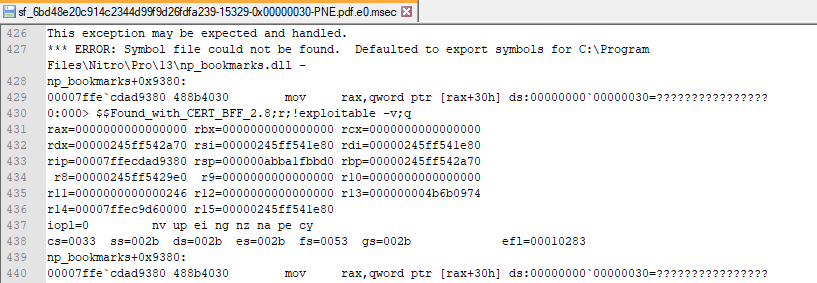 sf_6bd48e20c914c2344d99f9d26fdfa239-15329-0x00000030-PNE.pdf.e0.msec
426 This exception may be expected and handled.
427 *** ERROR: Symbol file could not be found.  Defaulted to export symbols for C:\Program
Files\Nitro\Pro\13\np_bookmarks.dll -
428 np_bookmarks+0x9380:
429 00007ffe`cdad9380 488b4030        mov     rax,qword ptr [rax+30h] ds:00000000`00000030=????????????????
430 0:000> $$Found_with_CERT_BFF_2.8;r;!exploitable -v;q
431 rax=0000000000000000 rbx=0000000000000000 rcx=0000000000000000
432 rdx=00000245ff542a70 rsi=00000245ff541e80 rdi=00000245ff541e80
433 rip=00007ffecdad9380 rsp=000000abba1fbbd0 rbp=00000245ff542a70
434  r8=00000245ff5429e0  r9=0000000000000000 r10=0000000000000000
435 r11=0000000000000246 r12=0000000000000000 r13=000000004b6b0974
436 r14=00007ffec9d60000 r15=00000245ff541e80
437 iopl=0         nv up ei ng nz na pe cy
438 cs=0033  ss=002b  ds=002b  es=002b  fs=0053  gs=002b             efl=00010283
439 np_bookmarks+0x9380:
440 00007ffe`cdad9380 488b4030        mov     rax,qword ptr [rax+30h] ds:00000000`00000030=????????????????